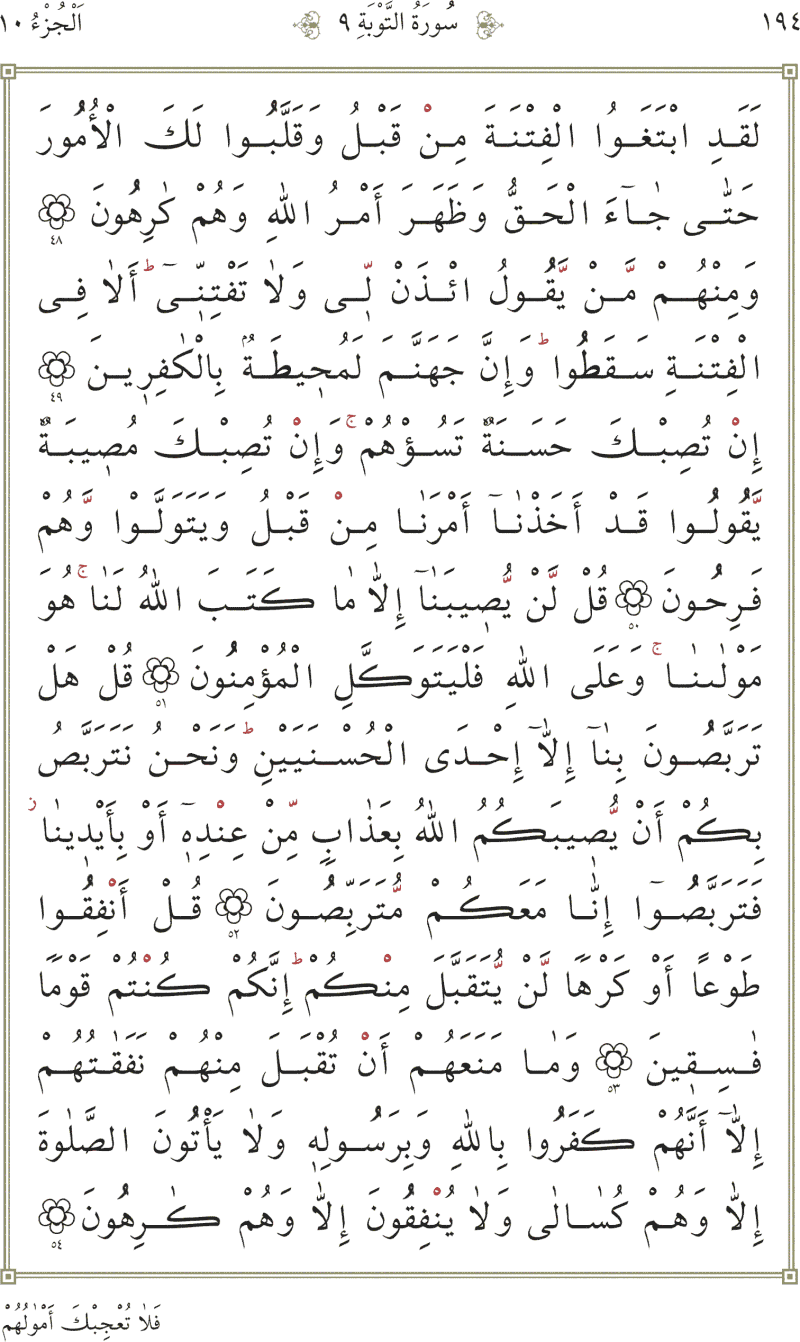 ١٩٤ سُورَةُ التَّوْبَةِ ٩ اَلْجُزْءُ ١٠
لَقَدِ ابْتَغَوُا الْفِتْنَةَ مِنْ قَبْلُ وَقَلَّبُوا لَكَ الْأُمُورَ
حَتّٰى جَٓاءَ الْحَقُّ وَظَهَرَ أَمْرُ اللّٰهِ وَهُمْ كٰرِهُونَ ٤٨
وَمِنْهُمْ مَّنْ يَّقُولُ ائْذَنْ لِّى وَلَا تَفْتِنِّىٓ ط أَلَا فِى
الْفِتْنَةِ سَقَطُوا ط وَإِنَّ جَهَنَّمَ لَمُحِيطَةٌۢ بِالْكٰفِرِينَ ٤٩
إِنْ تُصِبْكَ حَسَنَةٌ تَسُؤْهُمْ ج وَإِنْ تُصِبْكَ مُصِيبَةٌ
يَّقُولُوا قَدْ أَخَذْنَٓا أَمْرَنَا مِنْ قَبْلُ وَيَتَوَلَّوْا وَّهُمْ
فَرِحُونَ ٥٠ قُلْ لَّنْ يُّصِيبَنَٓا إِلَّا مَا كَتَبَ اللّٰهُ لَنَا ج هُوَ
مَوْلٰىنَا ج وَعَلَى اللّٰهِ فَلْيَتَوَكَّلِ الْمُؤْمِنُونَ ٥١ قُلْ هَلْ
تَرَبَّصُونَ بِنَٓا إِلَّٓا إِحْدَى الْحُسْنَيَيْنِ ط وَنَحْنُ نَتَرَبَّصُ
بِكُمْ أَنْ يُّصِيبَكُمُ اللّٰهُ بِعَذَابٍ مِّنْ عِنْدِهٖٓ أَوْ بِأَيْدِينَا ز
فَتَرَبَّصُوٓا إِنَّا مَعَكُمْ مُّتَرَبِّصُونَ ٥٢ قُلْ أَنْفِقُوا
طَوْعًا أَوْ كَرْهًا لَّنْ يُّتَقَبَّلَ مِنْكُمْ ط إِنَّكُمْ كُنْتُمْ قَوْمًا
فٰسِقِينَ ٥٣ وَمَا مَنَعَهُمْ أَنْ تُقْبَلَ مِنْهُمْ نَفَقٰتُهُمْ
إِلَّٓا أَنَّهُمْ كَفَرُوا بِاللّٰهِ وَبِرَسُولِهٖ وَلَا يَأْتُونَ الصَّلٰوةَ
إِلَّا وَهُمْ كُسَالٰى وَلَا يُنْفِقُونَ إِلَّا وَهُمْ كٰرِهُونَ ٥٤
فَلَا تُعْجِبْكَ أَمْوٰلُهُمْ